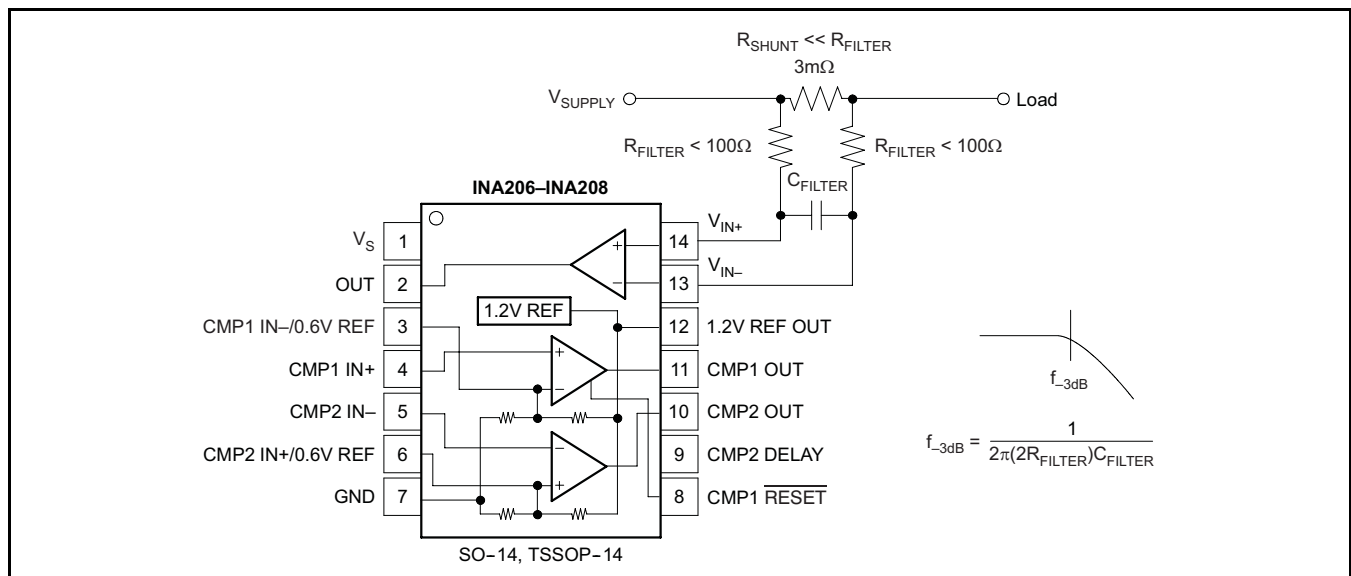 R_SHUNT << R_FILTER
3mΩ
V_SUPPLY
Load
R_FILTER < 100Ω
R_FILTER < 100Ω
C_FILTER
INA206–INA208
V_S 1
OUT 2
CMP1 IN–/0.6V REF 3
CMP1 IN+ 4
CMP2 IN– 5
CMP2 IN+/0.6V REF 6
GND 7
+
–
1.2V REF
+
–
–
+
14 V_IN+
13 V_IN–
12 1.2V REF OUT
11 CMP1 OUT
10 CMP2 OUT
9 CMP2 DELAY
8 CMP1 R̅E̅S̅E̅T̅
SO–14, TSSOP–14
f_–3dB
f_–3dB = 1 / 2π(2R_FILTER)C_FILTER